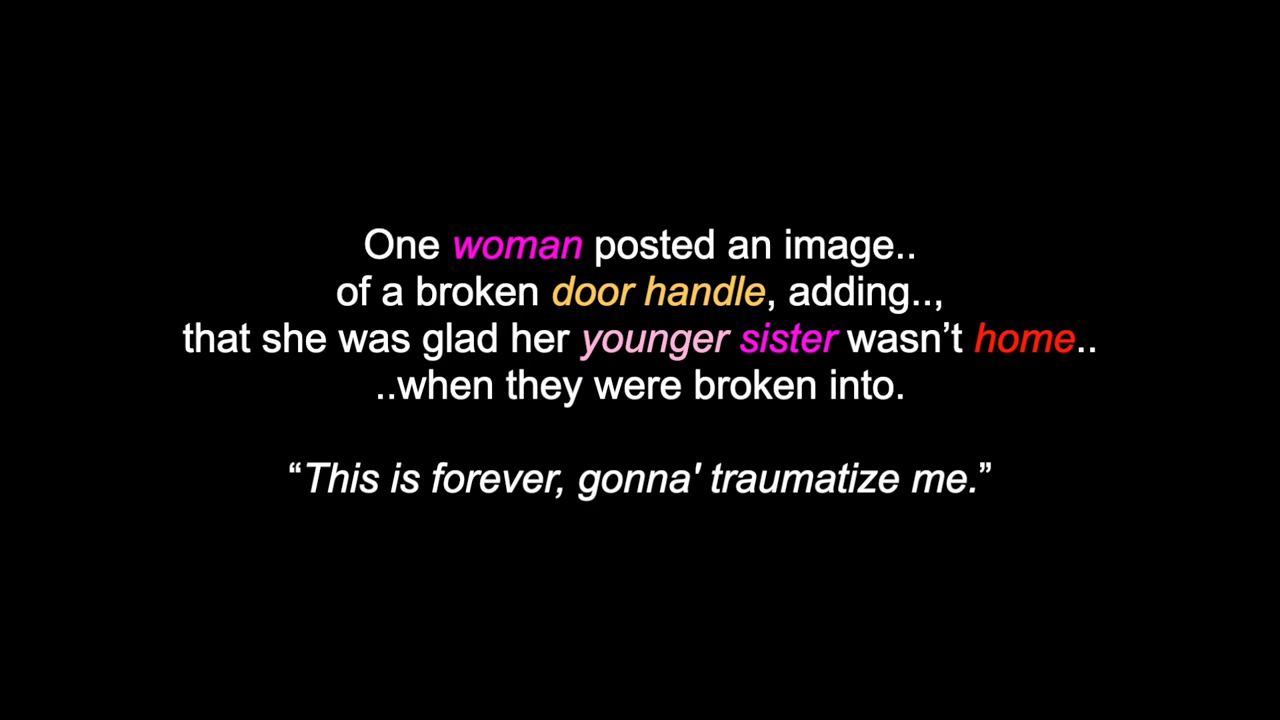 One woman posted an image..
of a broken door handle, adding..,
that she was glad her younger sister wasn’t home..
..when they were broken into.
“This is forever, gonna' traumatize me.”